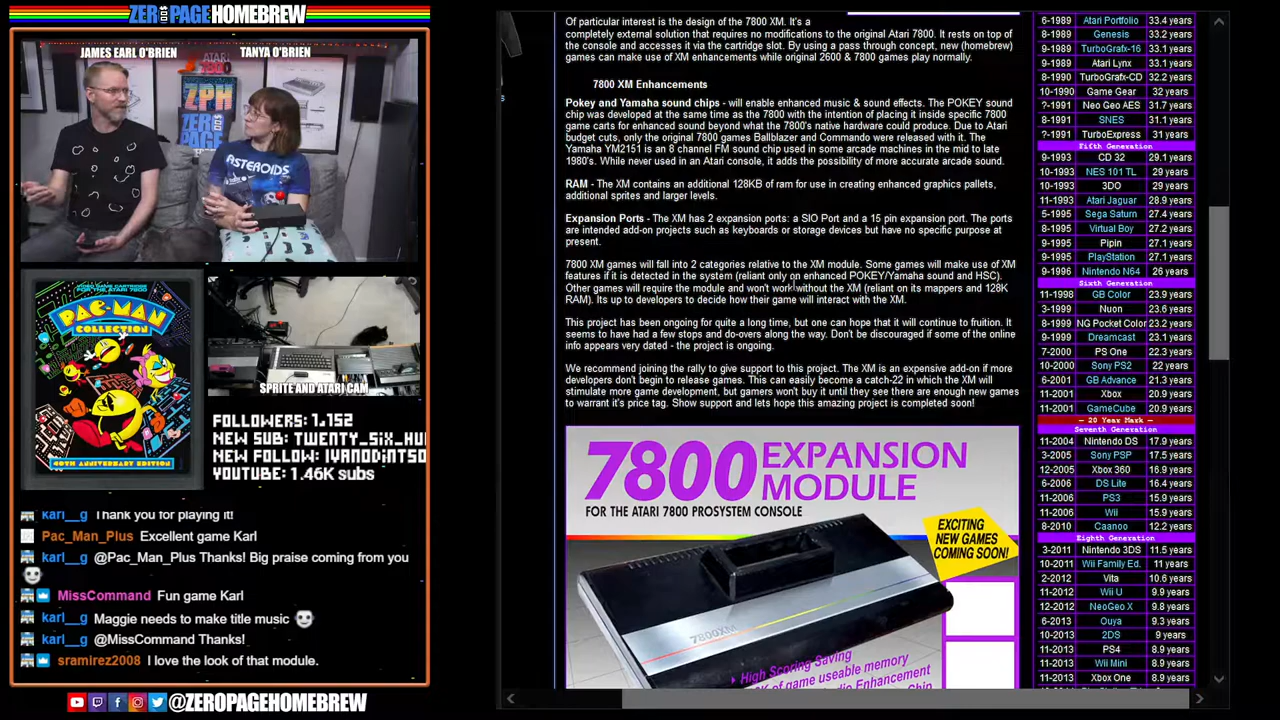 ZERO PAGE HOMEBREW
JAMES EARL O'BRIEN
TANYA O'BRIEN
ATARI
ZPH
ZERO PAGE
ASTEROIDS
CARTRIDGE FOR THE ATARI 7800
PAC-MAN
COLLECTION
40TH ANNIVERSARY EDITION
SPRITE AND ATARI CAM
FOLLOWERS: 1,152
NEW SUB: TWENTY_SIX_HU
NEW FOLLOW: IVANODINTSO
YOUTUBE: 1.46K subs
karl__g Thank you for playing it!
Pac_Man_Plus Excellent game Karl
karl__g @Pac_Man_Plus Thanks! Big praise coming from you
MissCommand Fun game Karl
karl__g Maggie needs to make title music
karl__g @MissCommand Thanks!
sramirez2008 I love the look of that module.
@ZEROPAGEHOMEBREW
s
Of particular interest is the design of the 7800 XM. It's a
completely external solution that requires no modifications to the original Atari 7800. It rests on top of
the console and accesses it via the cartridge slot. By using a pass through concept, new (homebrew)
games can make use of XM enhancements while original 2600 & 7800 games play normally.
7800 XM Enhancements
Pokey and Yamaha sound chips - will enable enhanced music & sound effects. The POKEY sound
chip was developed at the same time as the 7800 with the intention of placing it inside specific 7800
game carts for enhanced sound beyond what the 7800's native hardware could produce. Due to Atari
budget cuts, only the original 7800 games Ballblazer and Commando were released with it. The
Yamaha YM2151 is an 8 channel FM sound chip used in some arcade machines in the mid to late
1980's. While never used in an Atari console, it adds the possibility of more accurate arcade sound.
RAM - The XM contains an additional 128KB of ram for use in creating enhanced graphics pallets,
additional sprites and larger levels.
Expansion Ports - The XM has 2 expansion ports: a SIO Port and a 15 pin expansion port. The ports
are intended add-on projects such as keyboards or storage devices but have no specific purpose at
present.
7800 XM games will fall into 2 categories relative to the XM module. Some games will make use of XM
features if it is detected in the system (reliant only on enhanced POKEY/Yamaha sound and HSC).
Other games will require the module and won't work without the XM (reliant on its mappers and 128K
RAM). Its up to developers to decide how their game will interact with the XM.
This project has been ongoing for quite a long time, but one can hope that it will continue to fruition. It
seems to have had a few stops and do-overs along the way. Don't be discouraged if some of the online
info appears very dated - the project is ongoing.
We recommend joining the rally to give support to this project. The XM is an expensive add-on if more
developers don't begin to release games. This can easily become a catch-22 in which the XM will
stimulate more game development, but gamers won't buy it until they see there are enough new games
to warrant it's price tag. Show support and lets hope this amazing project is completed soon!
7800 EXPANSION
MODULE
FOR THE ATARI 7800 PROSYSTEM CONSOLE
EXCITING
NEW GAMES
COMING SOON!
7800XM
High Scoring Saving
K of game useable memory
dio Enhancement
Chip
6-1989 Atari Portfolio 33.4 years
8-1989 Genesis 33.2 years
9-1989 TurboGrafx-16 33.1 years
9-1989 Atari Lynx 33.1 years
8-1990 TurboGrafx-CD 32.2 years
10-1990 Game Gear 32 years
?-1991 Neo Geo AES 31.7 years
8-1991 SNES 31.1 years
?-1991 TurboExpress 31 years
Fifth Generation
9-1993 CD 32 29.1 years
10-1993 NES 101 TL 29 years
10-1993 3DO 29 years
11-1993 Atari Jaguar 28.9 years
5-1995 Sega Saturn 27.4 years
8-1995 Virtual Boy 27.2 years
9-1995 Pipin 27.1 years
9-1995 PlayStation 27.1 years
9-1996 Nintendo N64 26 years
Sixth Generation
11-1998 GB Color 23.9 years
3-1999 Nuon 23.6 years
8-1999 NG Pocket Color 23.2 years
9-1999 Dreamcast 23.1 years
7-2000 PS One 22.3 years
10-2000 Sony PS2 22 years
6-2001 GB Advance 21.3 years
11-2001 Xbox 20.9 years
11-2001 GameCube 20.9 years
— 20 Year Mark —
Seventh Generation
11-2004 Nintendo DS 17.9 years
3-2005 Sony PSP 17.5 years
12-2005 Xbox 360 16.9 years
6-2006 DS Lite 16.4 years
11-2006 PS3 15.9 years
11-2006 Wii 15.9 years
8-2010 Caanoo 12.2 years
Eighth Generation
3-2011 Nintendo 3DS 11.5 years
10-2011 Wii Family Ed. 11 years
2-2012 Vita 10.6 years
11-2012 Wii U 9.9 years
12-2012 NeoGeo X 9.8 years
6-2013 Ouya 9.3 years
10-2013 2DS 9 years
11-2013 PS4 8.9 years
11-2013 Wii Mini 8.9 years
11-2013 Xbox One 8.9 years